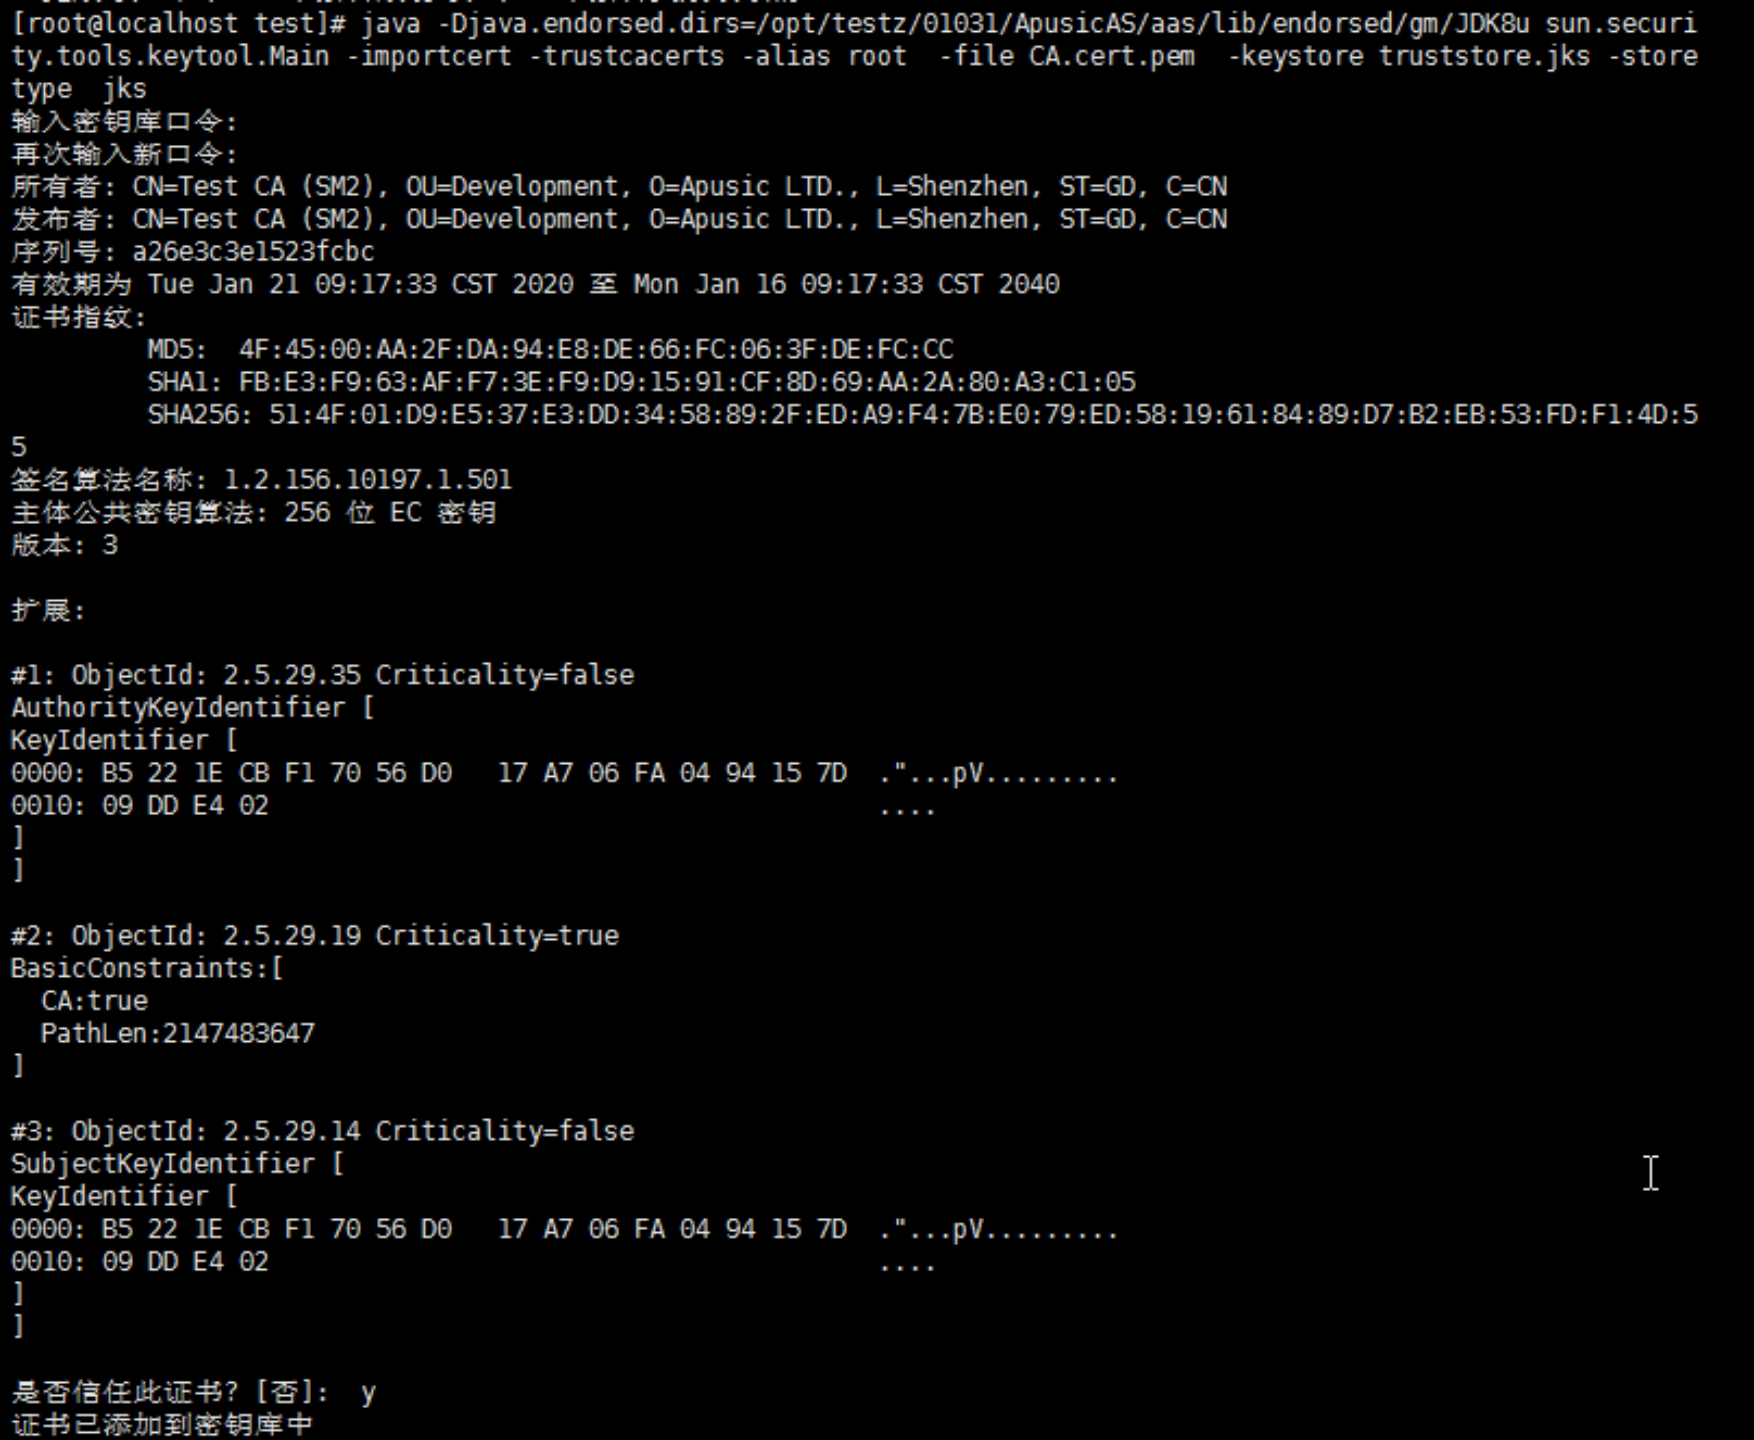 [root@localhost test]# java -Djava.endorsed.dirs=/opt/testz/01031/ApusicAS/aas/lib/endorsed/gm/JDK8u sun.securi
ty.tools.keytool.Main -importcert -trustcacerts -alias root  -file CA.cert.pem  -keystore truststore.jks -store
type  jks
输入密钥库口令:
再次输入新口令:
所有者: CN=Test CA (SM2), OU=Development, O=Apusic LTD., L=Shenzhen, ST=GD, C=CN
发布者: CN=Test CA (SM2), OU=Development, O=Apusic LTD., L=Shenzhen, ST=GD, C=CN
序列号: a26e3c3e1523fcbc
有效期为 Tue Jan 21 09:17:33 CST 2020 至 Mon Jan 16 09:17:33 CST 2040
证书指纹:
         MD5:  4F:45:00:AA:2F:DA:94:E8:DE:66:FC:06:3F:DE:FC:CC
         SHA1: FB:E3:F9:63:AF:F7:3E:F9:D9:15:91:CF:8D:69:AA:2A:80:A3:C1:05
         SHA256: 51:4F:01:D9:E5:37:E3:DD:34:58:89:2F:ED:A9:F4:7B:E0:79:ED:58:19:61:84:89:D7:B2:EB:53:FD:F1:4D:5
5
签名算法名称: 1.2.156.10197.1.501
主体公共密钥算法: 256 位 EC 密钥
版本: 3
扩展:
#1: ObjectId: 2.5.29.35 Criticality=false
AuthorityKeyIdentifier [
KeyIdentifier [
0000: B5 22 1E CB F1 70 56 D0   17 A7 06 FA 04 94 15 7D  ."...pV.........
0010: 09 DD E4 02                                        ....
]
]
#2: ObjectId: 2.5.29.19 Criticality=true
BasicConstraints:[
  CA:true
  PathLen:2147483647
]
#3: ObjectId: 2.5.29.14 Criticality=false
SubjectKeyIdentifier [
KeyIdentifier [
0000: B5 22 1E CB F1 70 56 D0   17 A7 06 FA 04 94 15 7D  ."...pV.........
0010: 09 DD E4 02                                        ....
]
]
是否信任此证书? [否]:  y
证书已添加到密钥库中